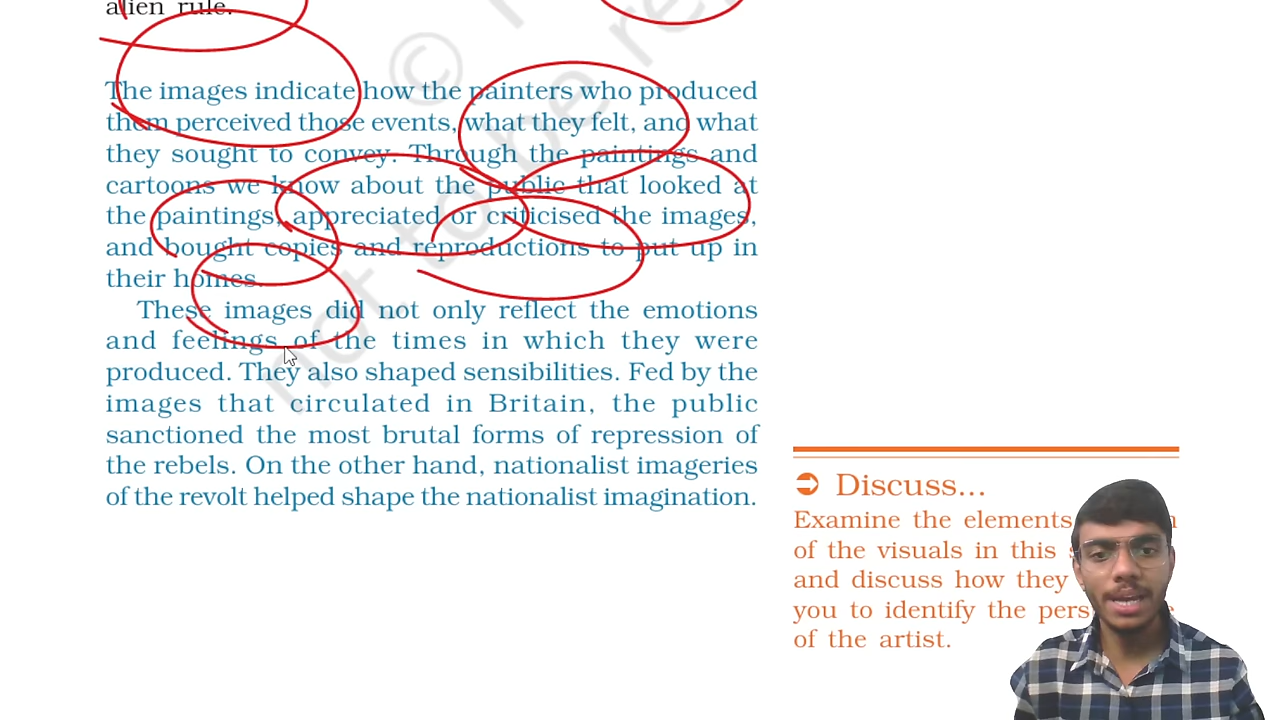 alien rule.
The images indicate how the painters who produced
them perceived those events, what they felt, and what
they sought to convey. Through the paintings and
cartoons we know about the public that looked at
the paintings, appreciated or criticised the images,
and bought copies and reproductions to put up in
their homes.
These images did not only reflect the emotions
and feelings of the times in which they were
produced. They also shaped sensibilities. Fed by the
images that circulated in Britain, the public
sanctioned the most brutal forms of repression of
the rebels. On the other hand, nationalist imageries
of the revolt helped shape the nationalist imagination.
Discuss...
Examine the elements
of the visuals in this
and discuss how they
you to identify the
of the artist.
© not to be